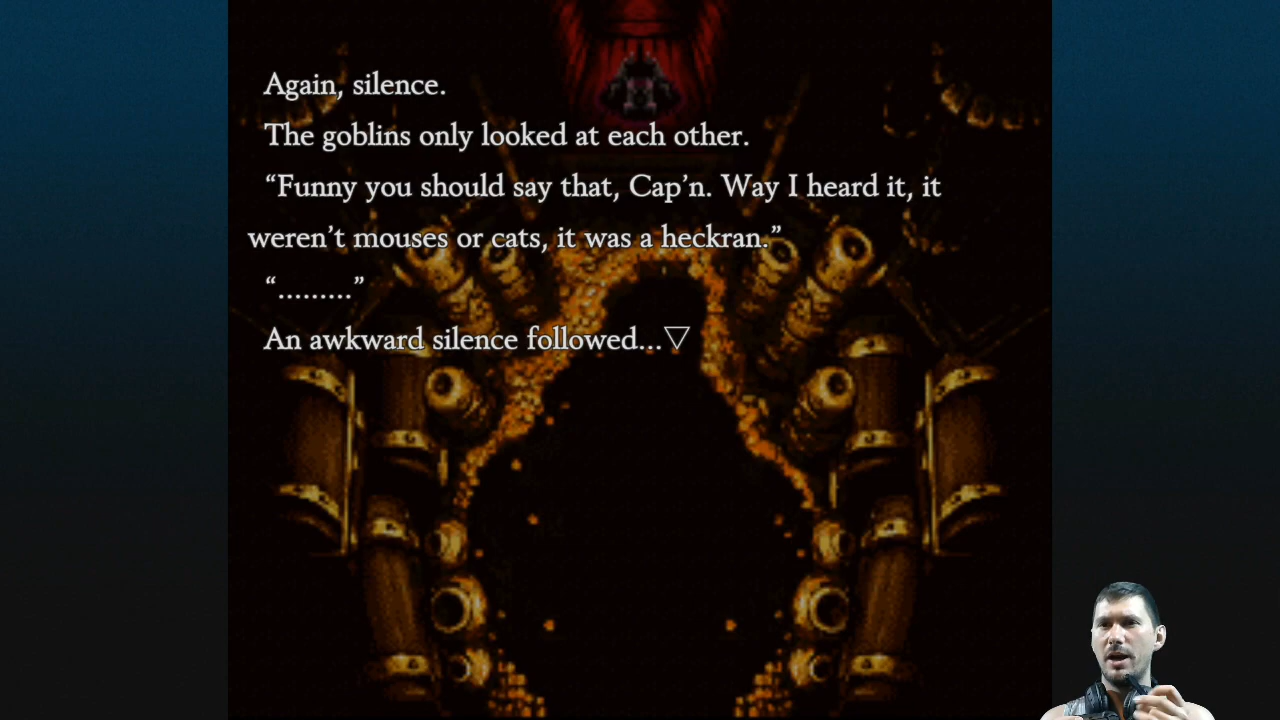 Again, silence.
The goblins only looked at each other.
“Funny you should say that, Cap’n. Way I heard it, it
weren’t mouses or cats, it was a heckran.”
“.........”
An awkward silence followed...▽